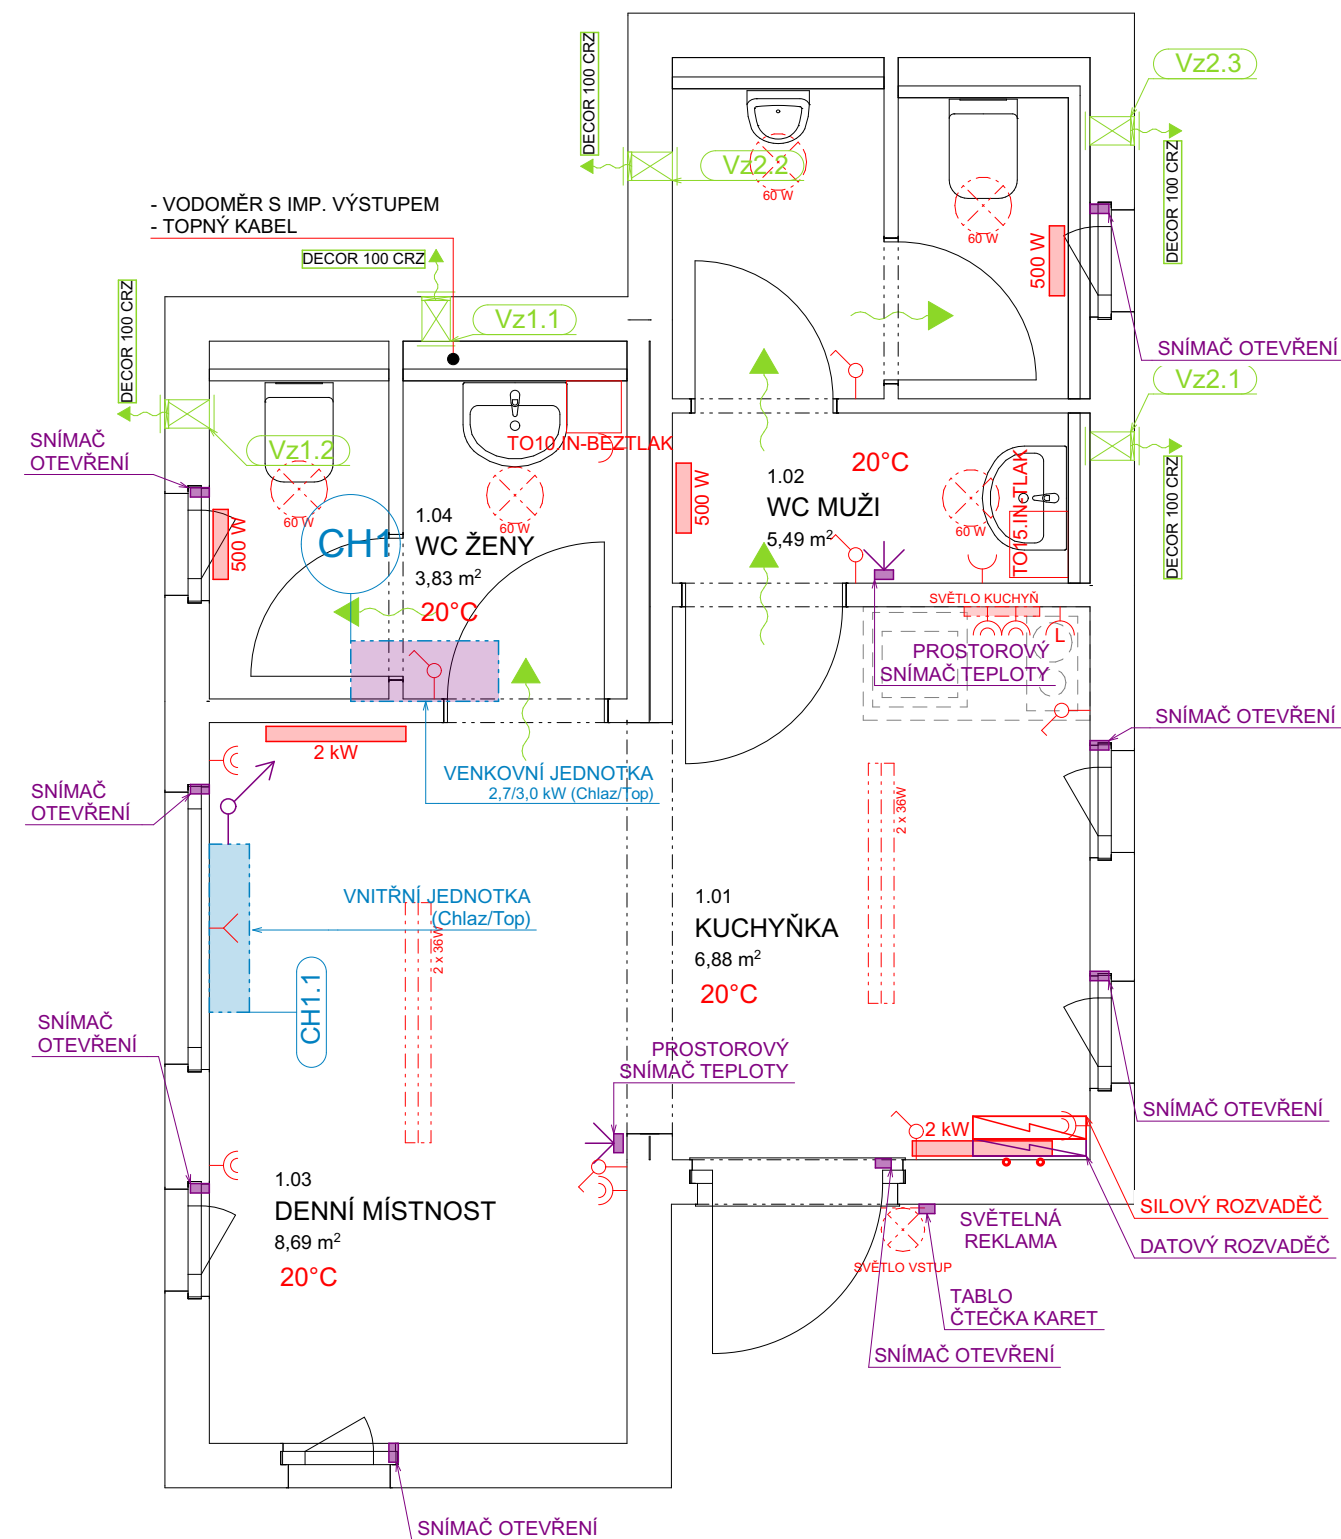 DECOR 100 CRZ
Vz2.3
Vz2.2
60 W
60 W
DECOR 100 CRZ
500 W
- VODOMĚR S IMP. VÝSTUPEM
- TOPNÝ KABEL
DECOR 100 CRZ
DECOR 100 CRZ
Vz1.1
SNÍMAČ OTEVŘENÍ
Vz2.1
SNÍMAČ
OTEVŘENÍ
Vz1.2
TO10.IN-BEZTLAK
20°C
1.02
WC MUŽI
5,49 m²
500 W
60 W
TO15.IN-TLAK
DECOR 100 CRZ
60 W
60 W
500 W
CH1
1.04
WC ŽENY
3,83 m²
20°C
SVĚTLO KUCHYŇ
L
PROSTOROVÝ
SNÍMAČ TEPLOTY
SNÍMAČ OTEVŘENÍ
2 kW
VENKOVNÍ JEDNOTKA
2,7/3,0 kW (Chlaz/Top)
SNÍMAČ
OTEVŘENÍ
2 x 36W
VNITŘNÍ JEDNOTKA
(Chlaz/Top)
2 x 36W
1.01
KUCHYŇKA
6,88 m²
20°C
CH1.1
SNÍMAČ
OTEVŘENÍ
PROSTOROVÝ
SNÍMAČ TEPLOTY
SNÍMAČ OTEVŘENÍ
2 kW
1.03
DENNÍ MÍSTNOST
8,69 m²
20°C
SILOVÝ ROZVADĚČ
SVĚTELNÁ
REKLAMA
DATOVÝ ROZVADĚČ
SVĚTLO VSTUP
TABLO
ČTEČKA KARET
SNÍMAČ OTEVŘENÍ
SNÍMAČ OTEVŘENÍ